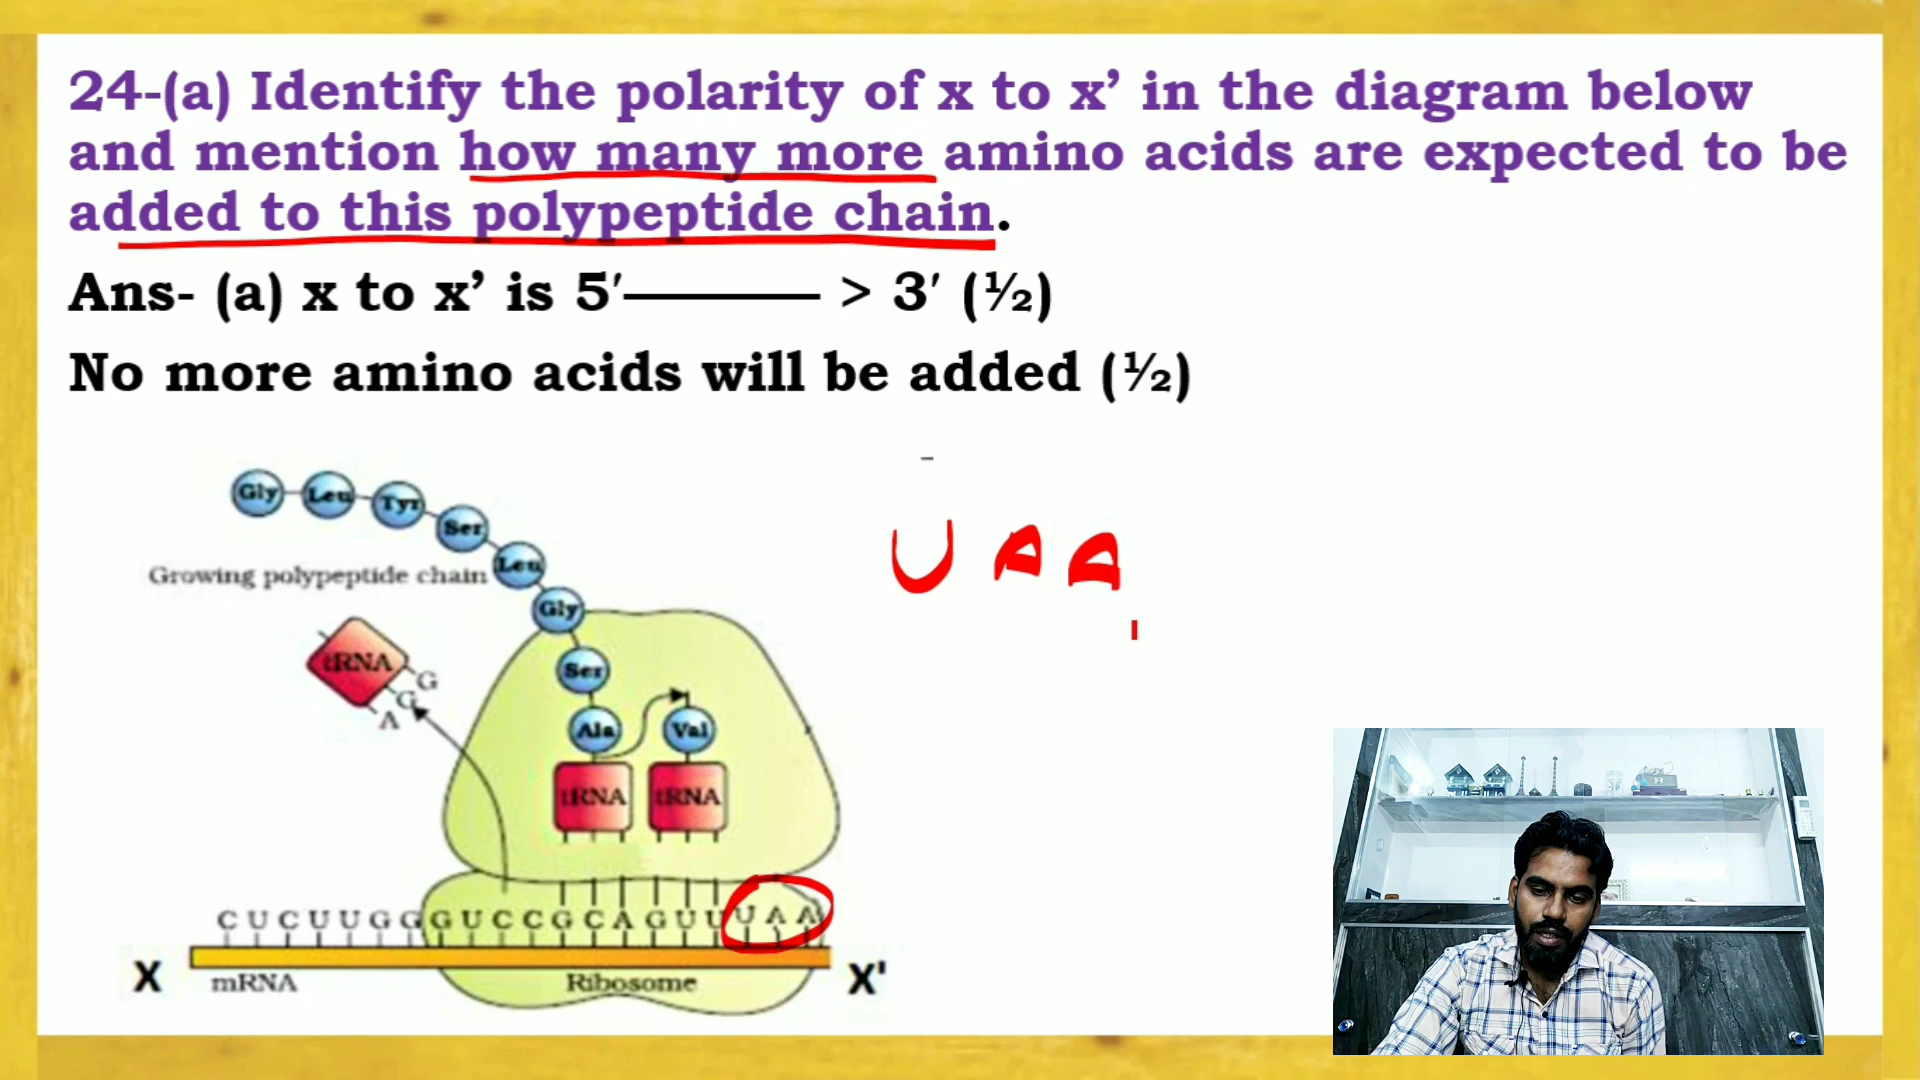 24-(a) Identify the polarity of x to x’ in the diagram below
and mention how many more amino acids are expected to be
added to this polypeptide chain.
Ans- (a) x to x’ is 5′———— > 3′ (½)
No more amino acids will be added (½)
U A A
Gly Leu Tyr Ser Leu Gly Ser Ala Val
Growing polypeptide chain
tRNA
G
G
A
tRNA tRNA
C U C U U G G G U C C G C A G U U U A A
X mRNA Ribosome X'